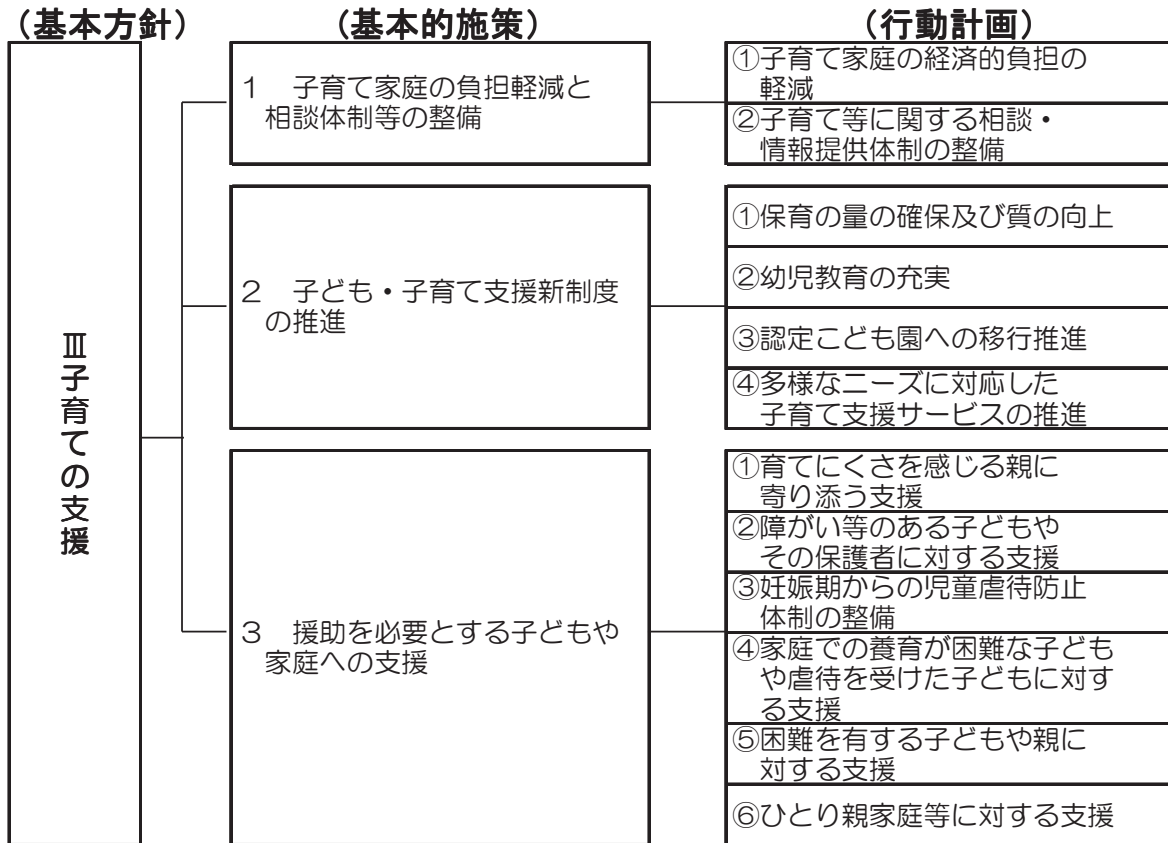 （基本方針）
（基本的施策）
（行動計画）
Ⅲ子育ての支援
１　子育て家庭の負担軽減と
相談体制等の整備
①子育て家庭の経済的負担の
軽減
②子育て等に関する相談・
情報提供体制の整備
２　子ども・子育て支援新制度
の推進
①保育の量の確保及び質の向上
②幼児教育の充実
③認定こども園への移行推進
④多様なニーズに対応した
子育て支援サービスの推進
３　援助を必要とする子どもや
家庭への支援
①育てにくさを感じる親に
寄り添う支援
②障がい等のある子どもや
その保護者に対する支援
③妊娠期からの児童虐待防止
体制の整備
④家庭での養育が困難な子ども
や虐待を受けた子どもに対す
る支援
⑤困難を有する子どもや親に
対する支援
⑥ひとり親家庭等に対する支援